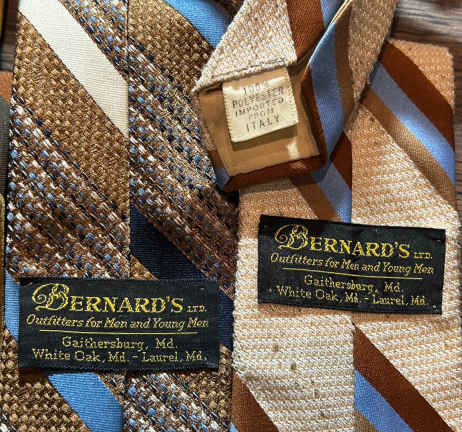 100%
POLYESTER
IMPORTED
FROM
ITALY
BERNARD'S LTD.
Outfitters for Men and Young Men
Gaithersburg, Md.
White Oak, Md. - Laurel, Md.
BERNARD'S LTD.
Outfitters for Men and Young Men
Gaithersburg, Md.
White Oak, Md. - Laurel, Md.